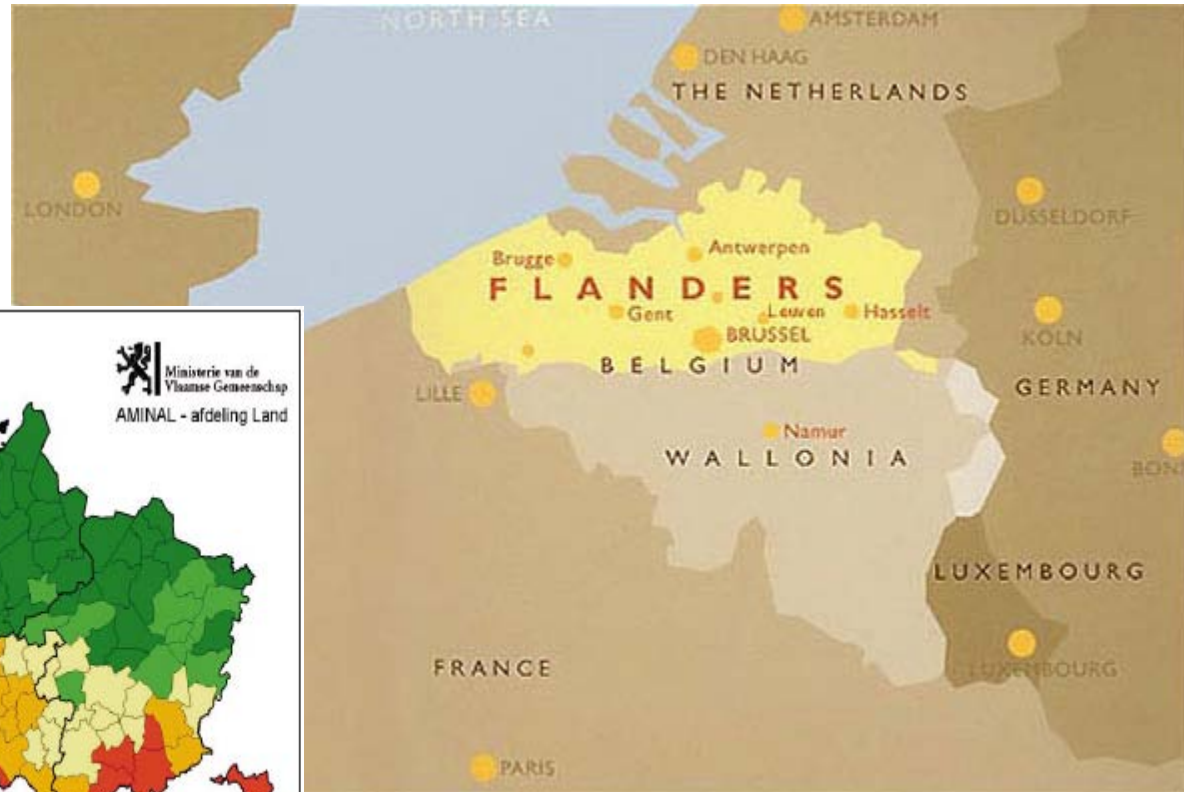 NORTH SEA
AMSTERDAM
DEN HAAG
THE NETHERLANDS
LONDON
DUSSELDORF
Brugge
Antwerpen
FLANDERS
Gent
Leuven
Hasselt
BRUSSEL
KOLN
BELGIUM
LILLE
GERMANY
Namur
WALLONIA
BON
LUXEMBOURG
LUXEMBOURG
FRANCE
PARIS
Ministerie van de
Vlaamse Gemeenschap
AMINAL - afdeling Land